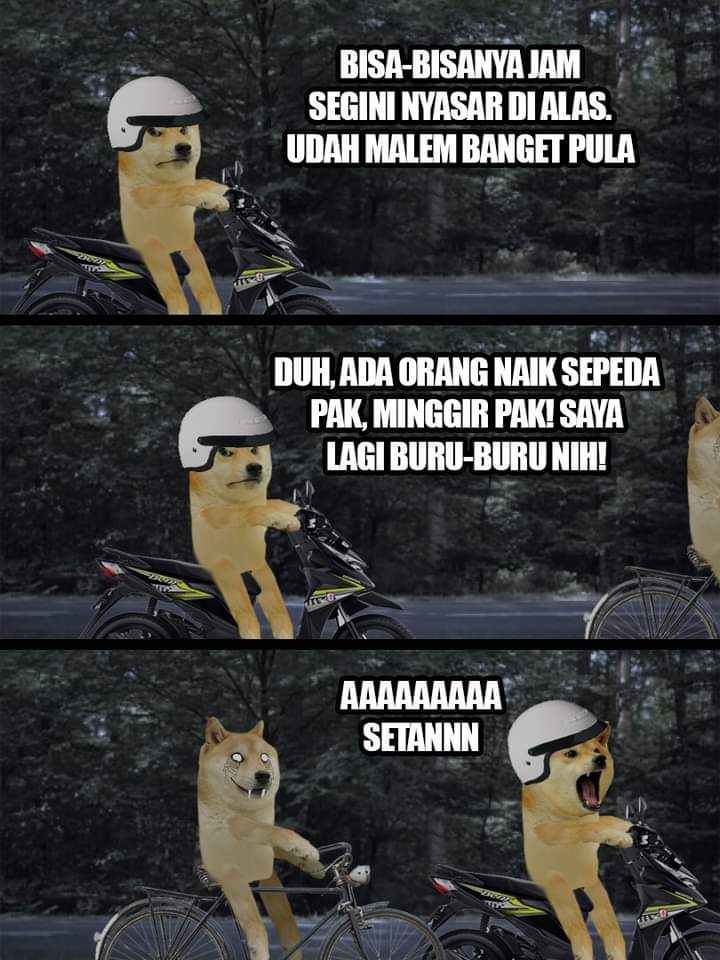 BISA-BISANYA JAM
SEGINI NYASAR DI ALAS.
UDAH MALEM BANGET PULA
DUH, ADA ORANG NAIK SEPEDA
PAK, MINGGIR PAK! SAYA
LAGI BURU-BURU NIH!
AAAAAAAAA
SETANNN